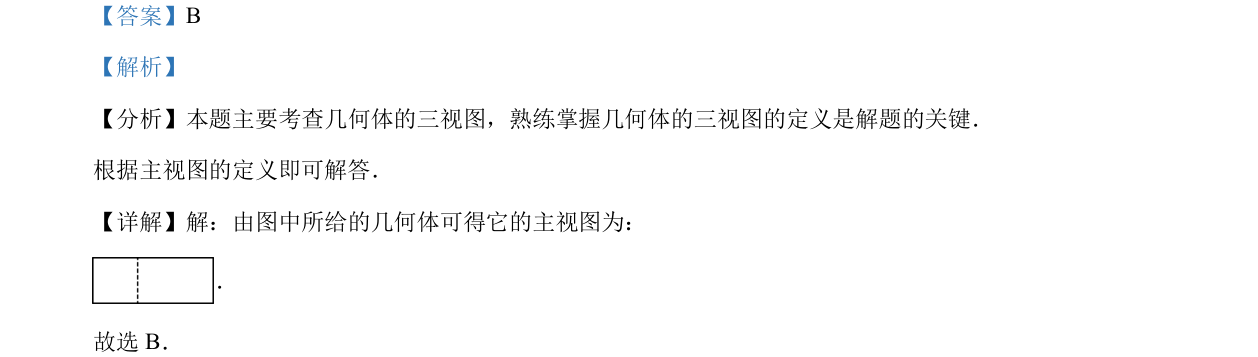 【答案】B
【解析】
【分析】本题主要考查几何体的三视图，熟练掌握几何体的三视图的定义是解题的关键．
根据主视图的定义即可解答．
【详解】解：由图中所给的几何体可得它的主视图为：
．
故选 B．